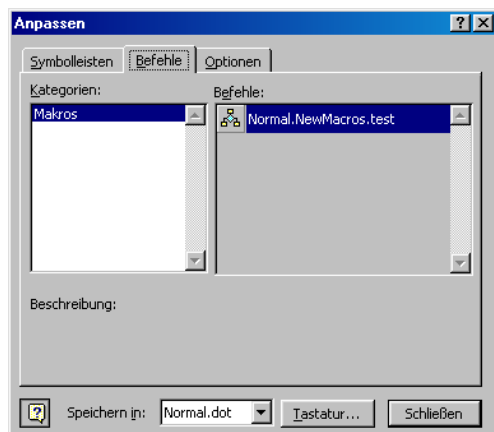 Anpassen
Symbolleisten Befehle Optionen
Kategorien: Befehle:
Makros Normal.NewMacros.test
Beschreibung:
Speichern in: Normal.dot Tastatur... Schließen